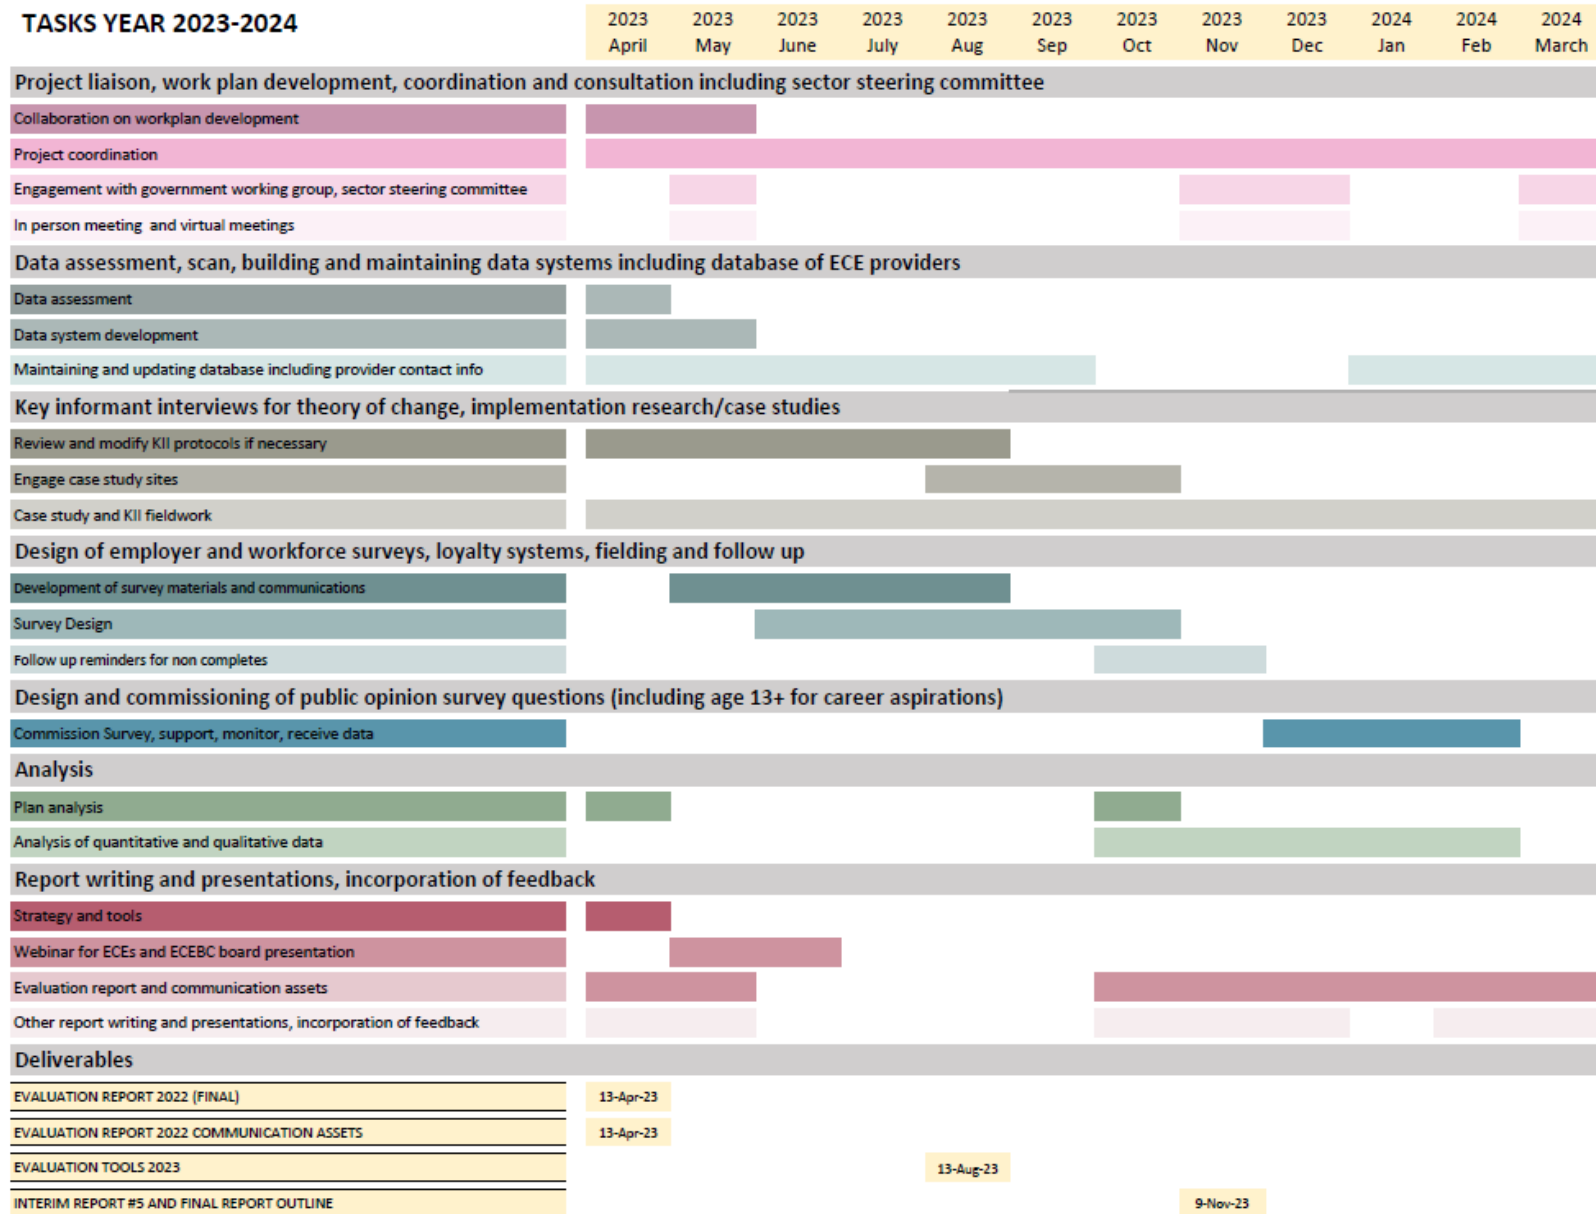 TASKS YEAR 2023-2024
2023 2023 2023 2023 2023 2023 2023 2023 2023 2024 2024 2024
April May June July Aug Sep Oct Nov Dec Jan Feb March
Project liaison, work plan development, coordination and consultation including sector steering committee
Collaboration on workplan development
Project coordination
Engagement with government working group, sector steering committee
In person meeting and virtual meetings
Data assessment, scan, building and maintaining data systems including database of ECE providers
Data assessment
Data system development
Maintaining and updating database including provider contact info
Key informant interviews for theory of change, implementation research/case studies
Review and modify KII protocols if necessary
Engage case study sites
Case study and KII fieldwork
Design of employer and workforce surveys, loyalty systems, fielding and follow up
Development of survey materials and communications
Survey Design
Follow up reminders for non completes
Design and commissioning of public opinion survey questions (including age 13+ for career aspirations)
Commission Survey, support, monitor, receive data
Analysis
Plan analysis
Analysis of quantitative and qualitative data
Report writing and presentations, incorporation of feedback
Strategy and tools
Webinar for ECEs and ECEBC board presentation
Evaluation report and communication assets
Other report writing and presentations, incorporation of feedback
Deliverables
EVALUATION REPORT 2022 (FINAL) 13-Apr-23
EVALUATION REPORT 2022 COMMUNICATION ASSETS 13-Apr-23
EVALUATION TOOLS 2023 13-Aug-23
INTERIM REPORT #5 AND FINAL REPORT OUTLINE 9-Nov-23